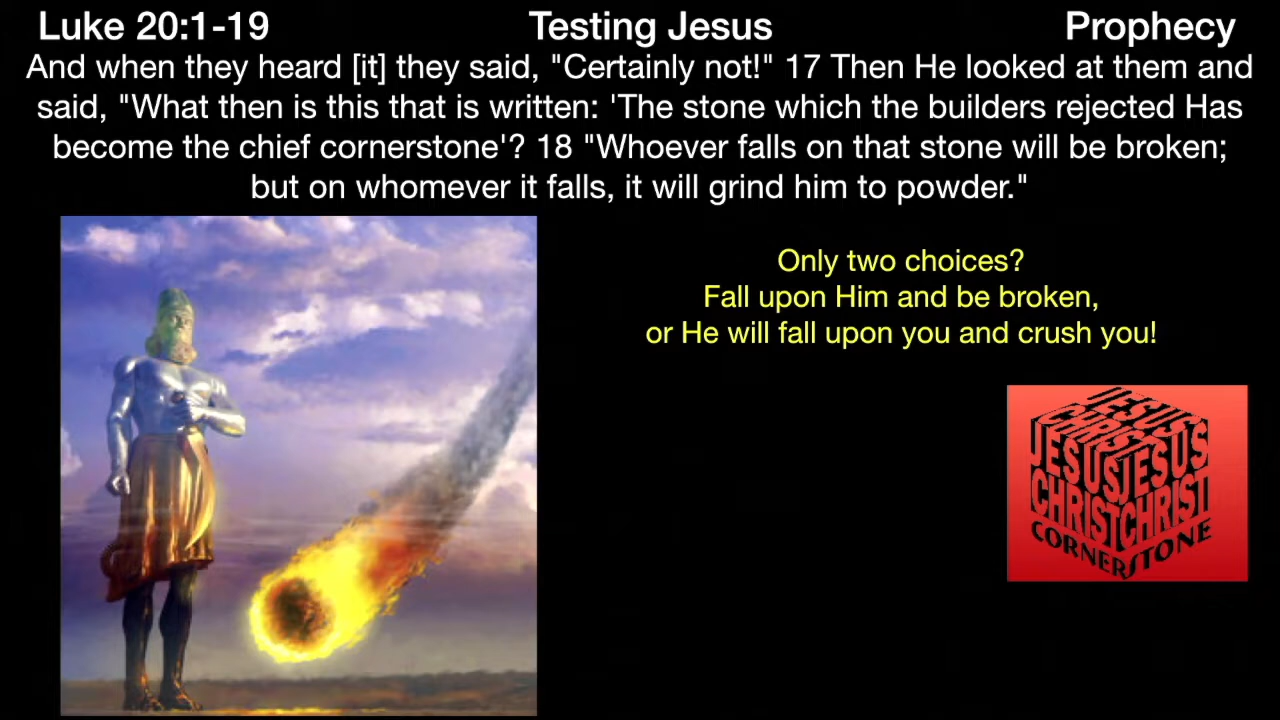 Luke 20:1-19 Testing Jesus Prophecy
And when they heard [it] they said, "Certainly not!" 17 Then He looked at them and
said, "What then is this that is written: 'The stone which the builders rejected Has
become the chief cornerstone'? 18 "Whoever falls on that stone will be broken;
but on whomever it falls, it will grind him to powder."
Only two choices?
Fall upon Him and be broken,
or He will fall upon you and crush you!
JESUS
CHRIST
JESUS JESUS
CHRIST CHRIST
CORNERSTONE